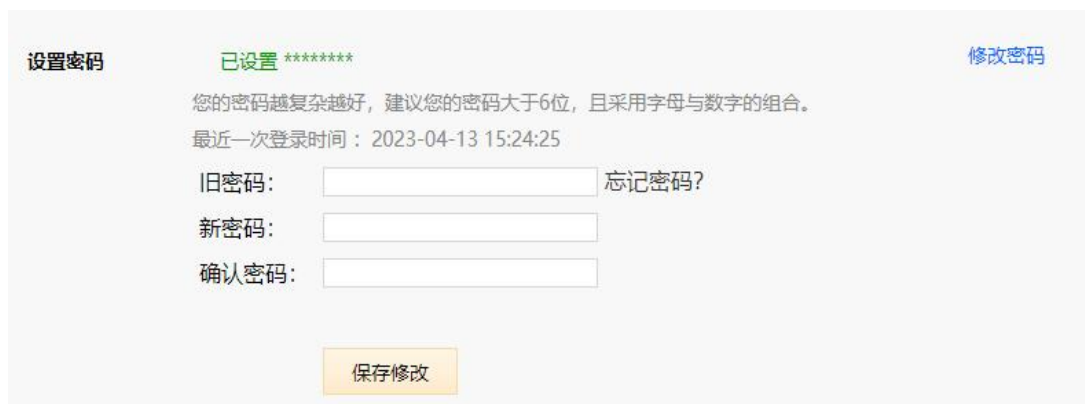 设置密码 已设置 ******** 修改密码
您的密码越复杂越好，建议您的密码大于6位，且采用字母与数字的组合。
最近一次登录时间 ：2023-04-13 15:24:25
旧密码： 忘记密码?
新密码：
确认密码：
保存修改